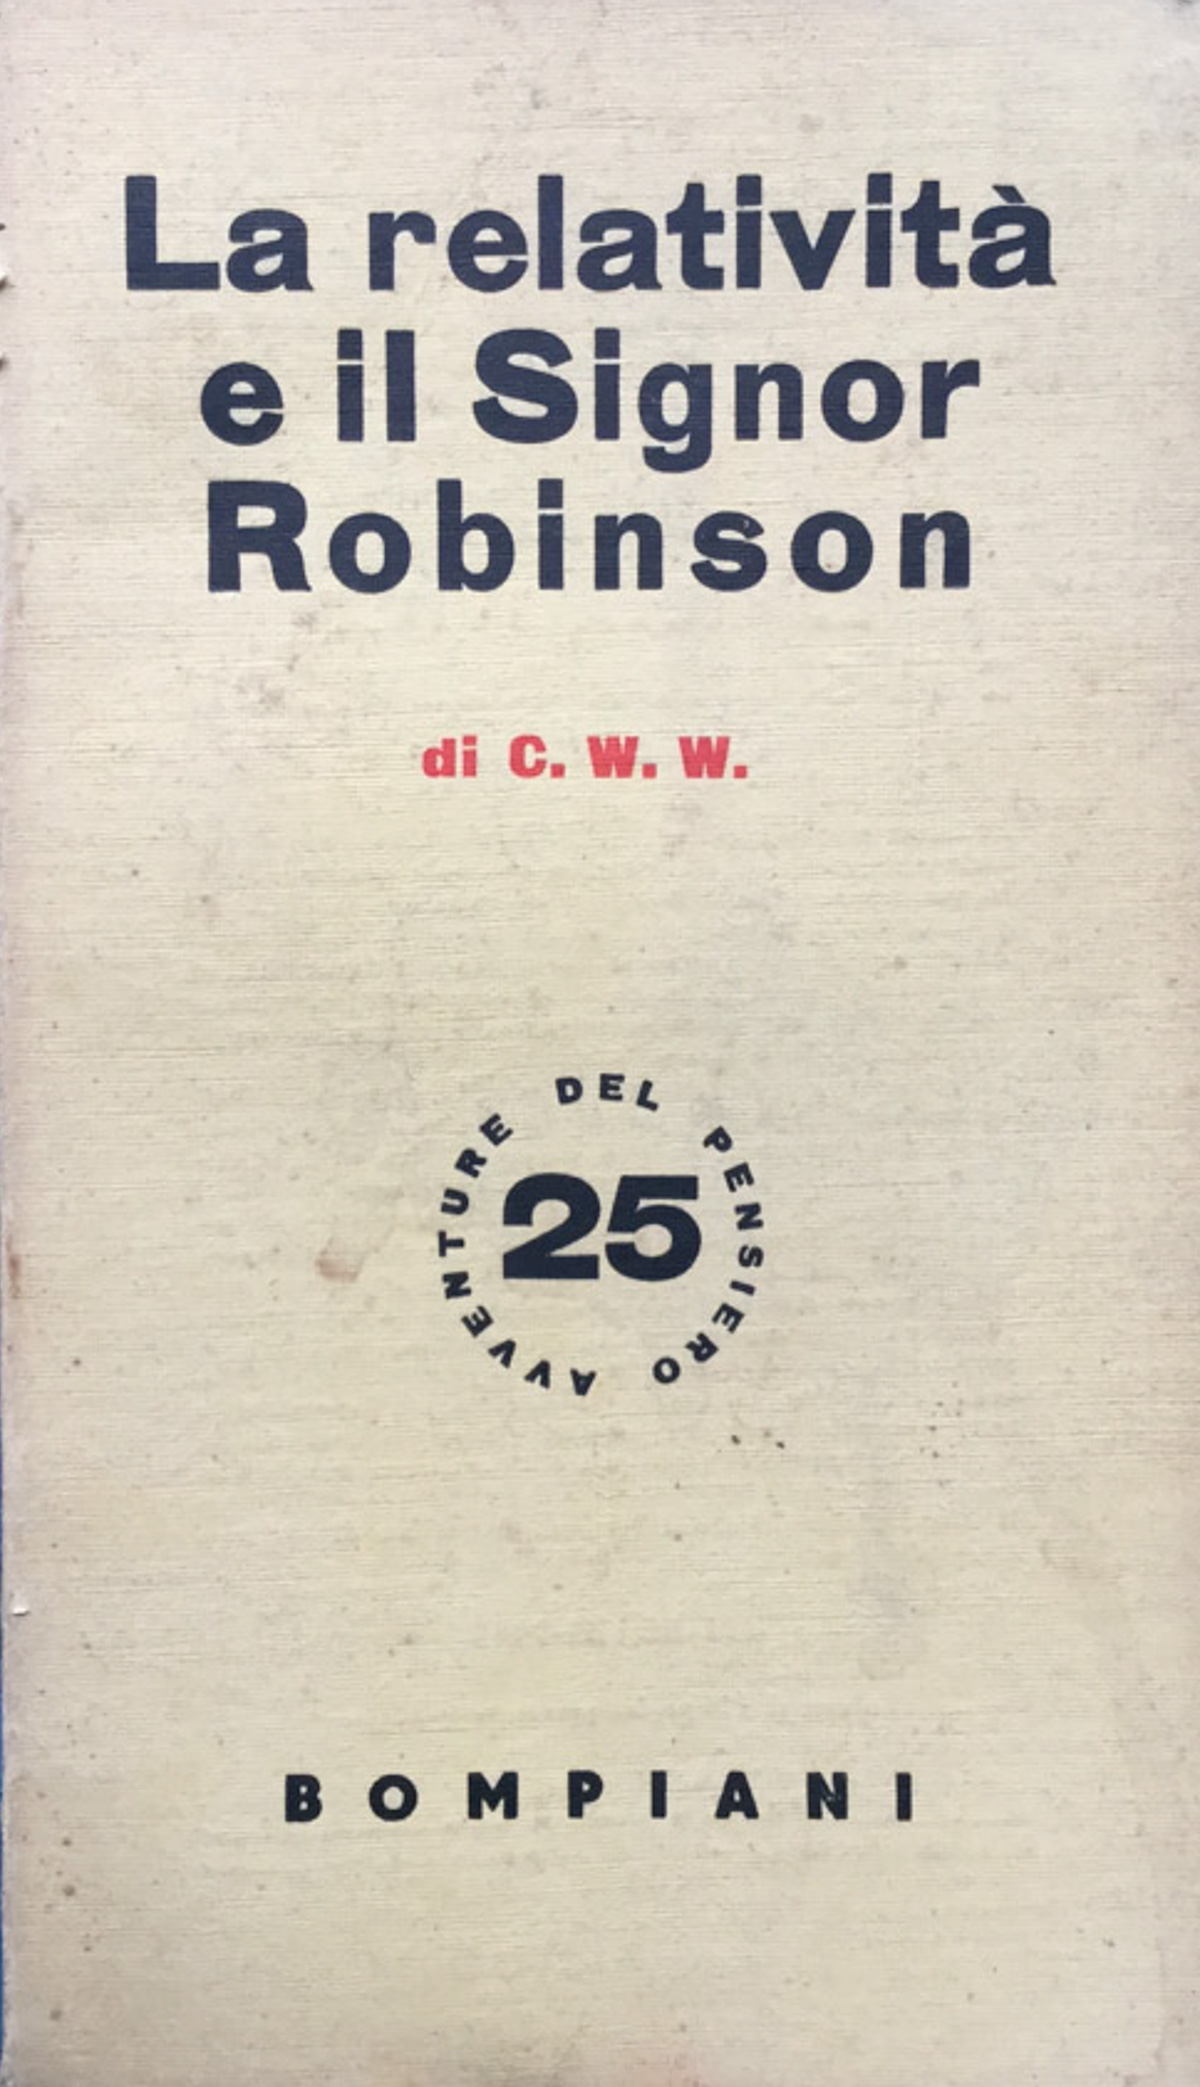 La relatività
e il Signor
Robinson
di C. W. W.
AVVENTURE DEL PENSIERO
25
BOMPIANI